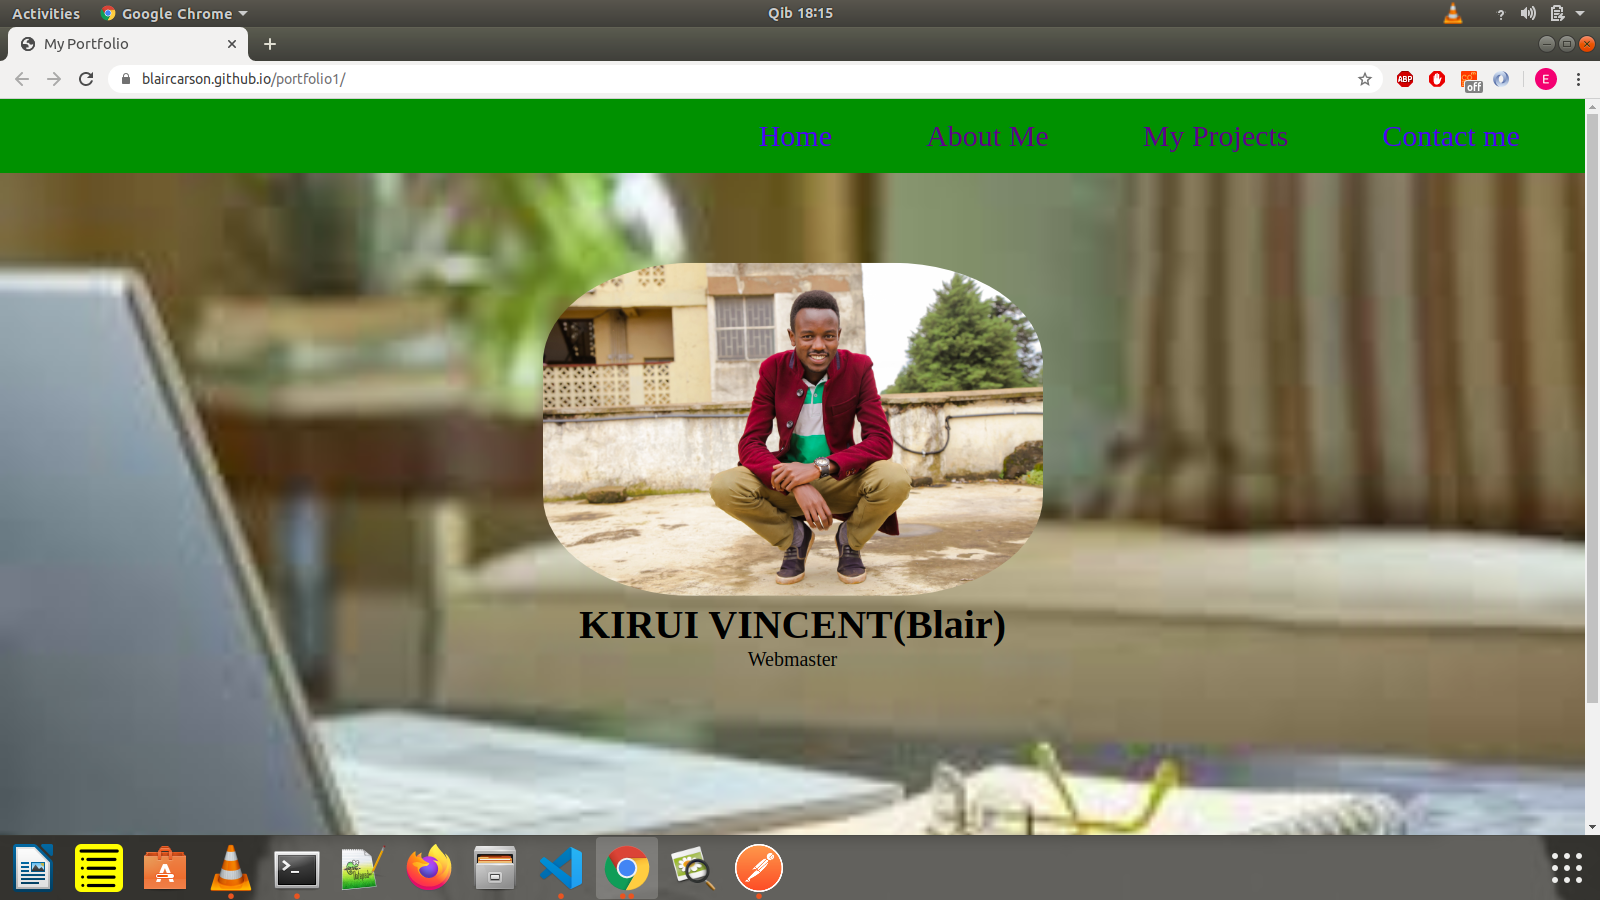 Activities
Google Chrome
Qib 18:15
?
My Portfolio
blaircarson.github.io/portfolio1/
ABP
off
E
Home
About Me
My Projects
Contact me
KIRUI VINCENT(Blair)
Webmaster